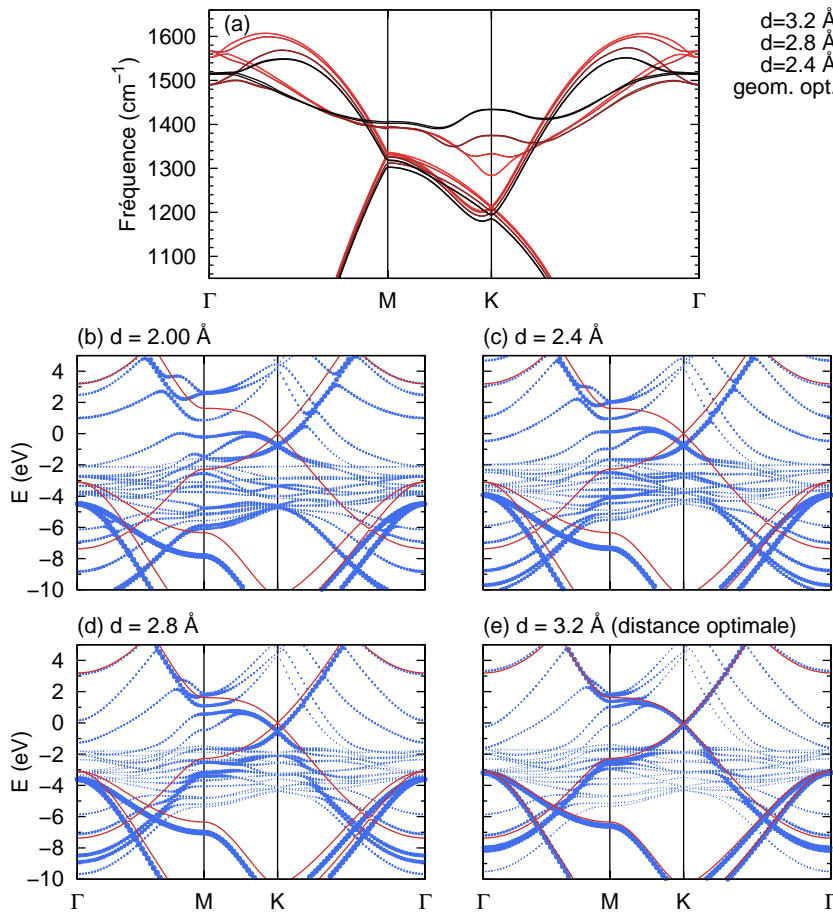 (a)
d=3.2 Å
d=2.8 Å
d=2.4 Å
geom. opt.
Fréquence (cm⁻¹)
1600
1500
1400
1300
1200
1100
Γ M K Γ
(b) d = 2.00 Å
(c) d = 2.4 Å
E (eV)
4
2
0
−2
−4
−6
−8
−10
(d) d = 2.8 Å
(e) d = 3.2 Å (distance optimale)
E (eV)
4
2
0
−2
−4
−6
−8
−10
Γ M K Γ
Γ M K Γ